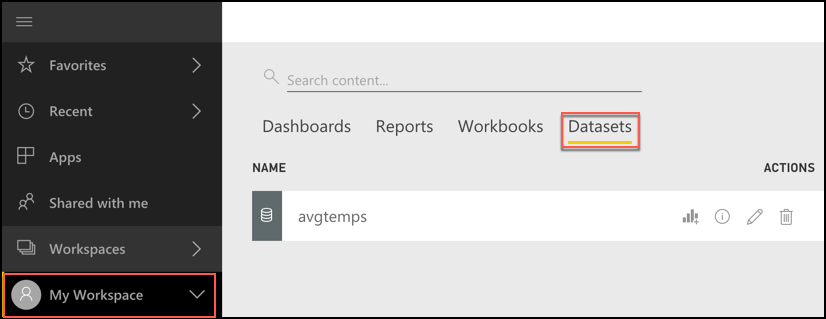 Favorites
Recent
Apps
Shared with me
Workspaces
My Workspace
Search content...
Dashboards Reports Workbooks Datasets
NAME ACTIONS
avgtemps